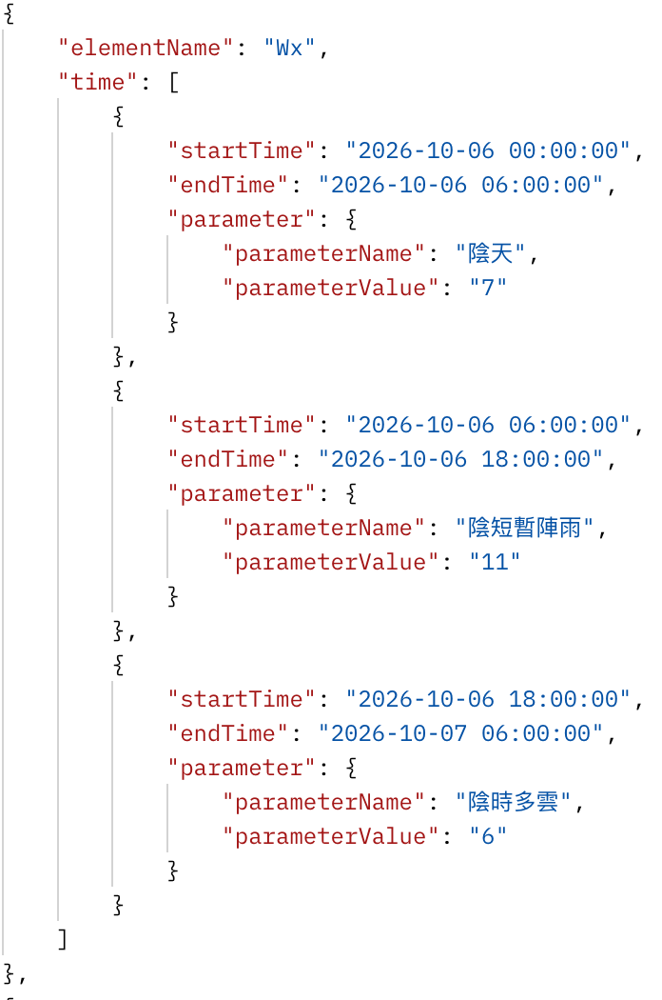 {
"elementName": "Wx",
"time": [
{
"startTime": "2026-10-06 00:00:00",
"endTime": "2026-10-06 06:00:00",
"parameter": {
"parameterName": "陰天",
"parameterValue": "7"
}
},
{
"startTime": "2026-10-06 06:00:00",
"endTime": "2026-10-06 18:00:00",
"parameter": {
"parameterName": "陰短暫陣雨",
"parameterValue": "11"
}
},
{
"startTime": "2026-10-06 18:00:00",
"endTime": "2026-10-07 06:00:00",
"parameter": {
"parameterName": "陰時多雲",
"parameterValue": "6"
}
}
]
},